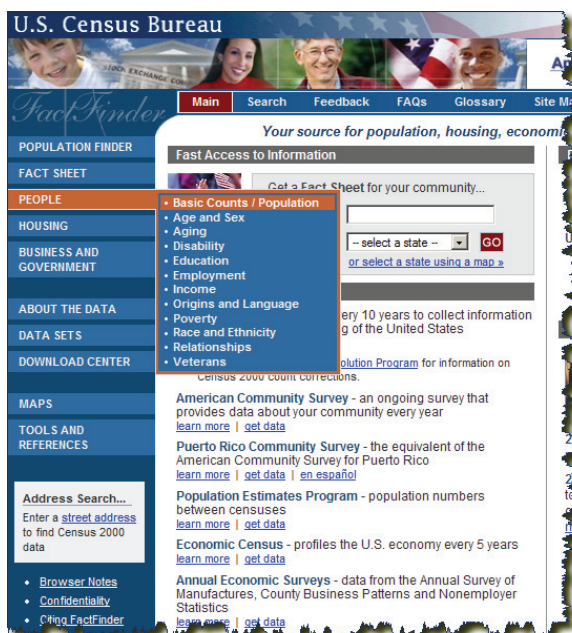 U.S. Census Bureau
STOCK EXCHANGE
FactFinder
Main Search Feedback FAQs Glossary Site
Your source for population, housing,
POPULATION FINDER
FACT SHEET
PEOPLE
HOUSING
BUSINESS AND
GOVERNMENT
ABOUT THE DATA
DATA SETS
DOWNLOAD CENTER
MAPS
TOOLS AND
REFERENCES
Address Search...
Enter a street address
to find Census 2000
data
• Browser Notes
• Confidentiality
• Citing FactFinder
Fast Access to Information
Get a Fact Sheet for your community...
• Basic Counts / Population
• Age and Sex
• Aging
• Disability
• Education
• Employment
• Income
• Origins and Language
• Poverty
• Race and Ethnicity
• Relationships
• Veterans
-- select a state -- GO
or select a state using a map »
ery 10 years to collect information
g of the United States
olution Program for information on
Census 2000 count corrections.
American Community Survey - an ongoing survey that
provides data about your community every year
learn more | get data
Puerto Rico Community Survey - the equivalent of the
American Community Survey for Puerto Rico
learn more | get data | en español
Population Estimates Program - population numbers
between censuses
learn more | get data
Economic Census - profiles the U.S. economy every 5 years
learn more | get data
Annual Economic Surveys - data from the Annual Survey of
Manufactures, County Business Patterns and Nonemployer
Statistics
learn more | get data